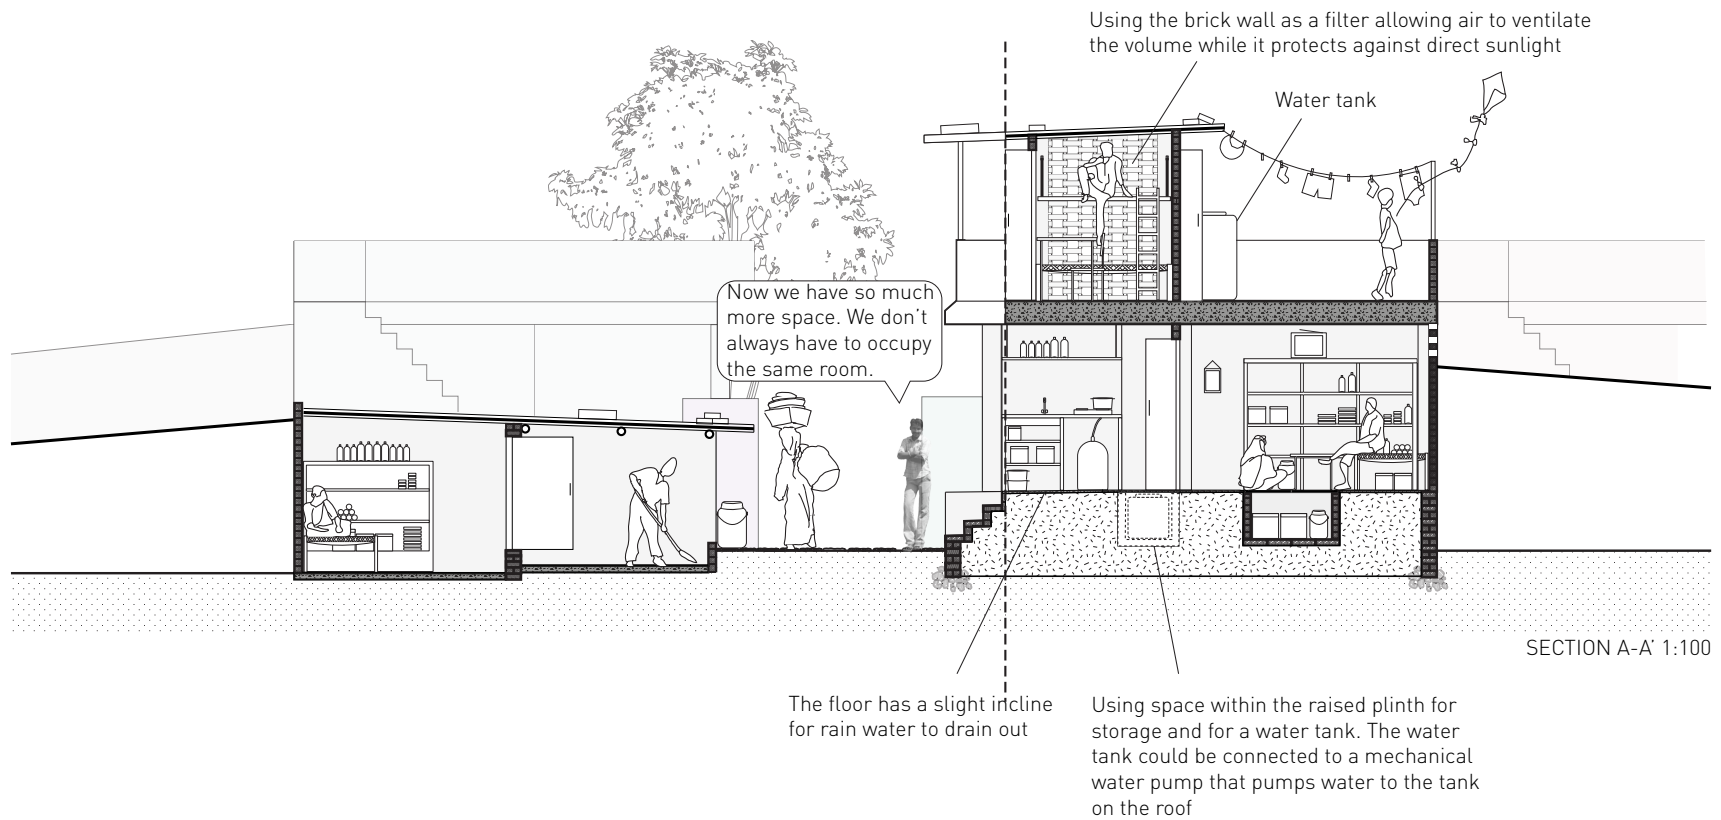 Using the brick wall as a filter allowing air to ventilate
the volume while it protects against direct sunlight
Water tank
Now we have so much
more space. We don't
always have to occupy
the same room.
SECTION A-A' 1:100
The floor has a slight incline
for rain water to drain out
Using space within the raised plinth for
storage and for a water tank. The water
tank could be connected to a mechanical
water pump that pumps water to the tank
on the roof